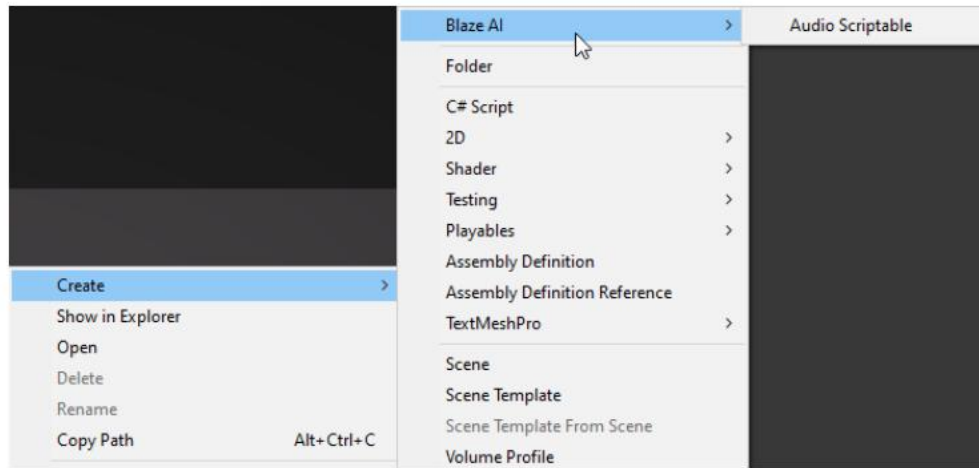 Blaze AI
Audio Scriptable
Folder
C# Script
2D
Shader
Testing
Playables
Assembly Definition
Assembly Definition Reference
TextMeshPro
Scene
Scene Template
Scene Template From Scene
Volume Profile
Create
Show in Explorer
Open
Delete
Rename
Copy Path Alt+Ctrl+C